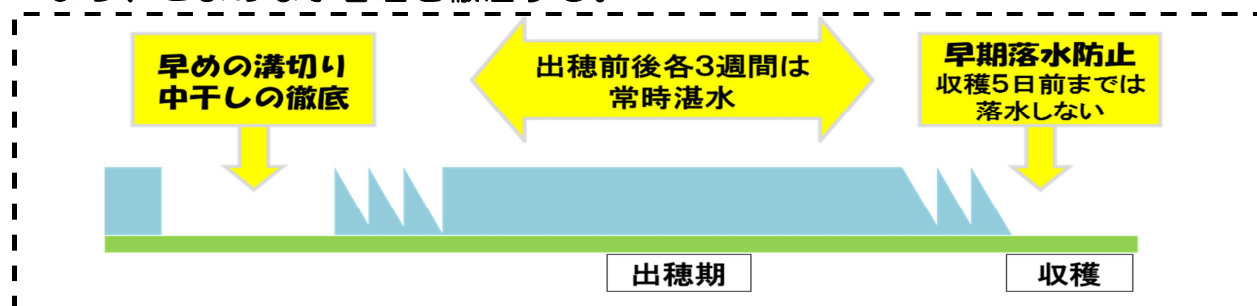 早めの溝切り
中干しの徹底
出穂前後各3週間は
常時湛水
早期落水防止
収穫5日前までは
落水しない
出穂期
収穫